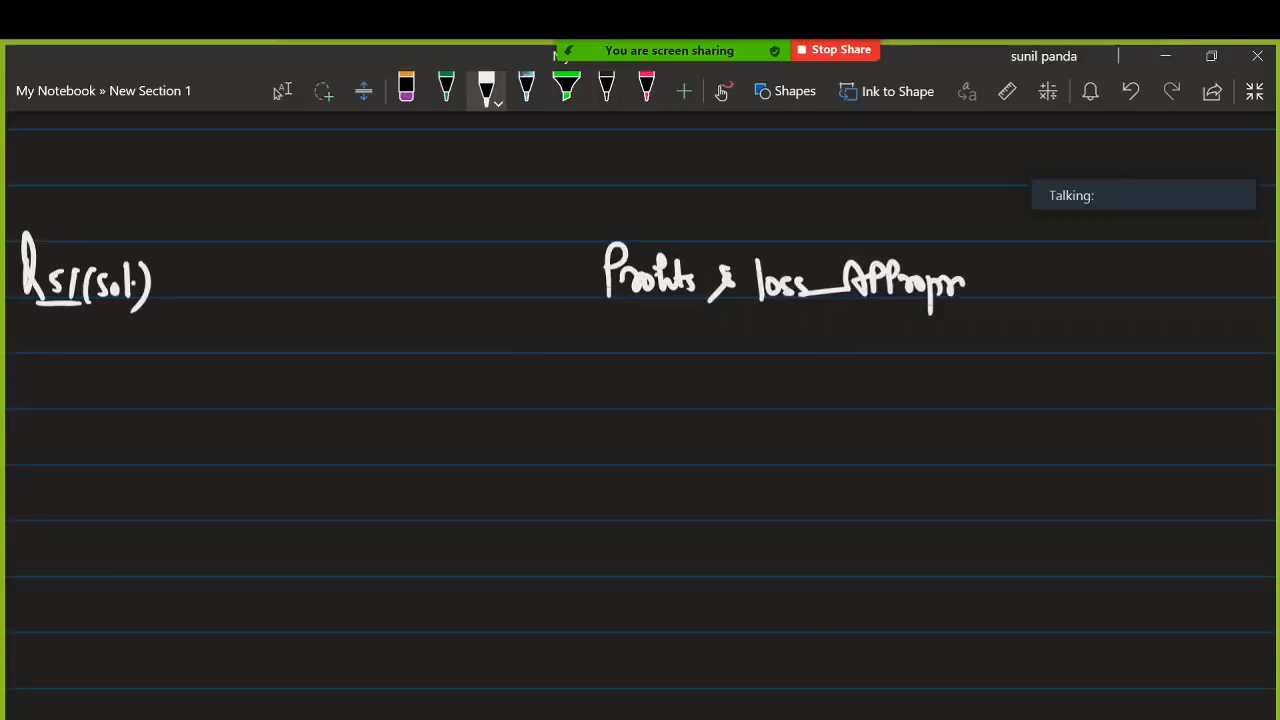 You are screen sharing
Stop Share
sunil panda
My Notebook » New Section 1
Shapes
Ink to Shape
Talking:
51 (sol.) Profits & loss Appropr